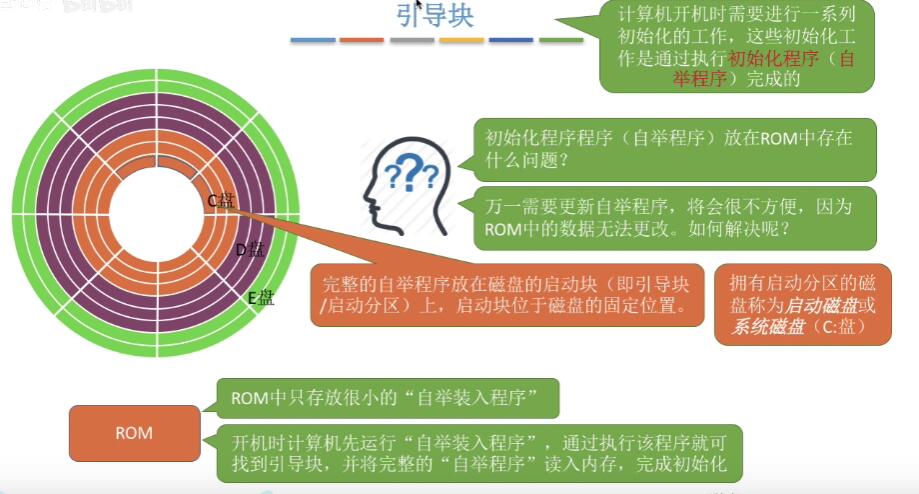 引导块
计算机开机时需要进行一系列
初始化的工作，这些初始化工
作是通过执行初始化程序（自
举程序）完成的
初始化程序程序（自举程序）放在ROM中存在
什么问题？
???
万一需要更新自举程序，将会很不方便，因为
ROM中的数据无法更改。如何解决呢？
C盘
D盘
E盘
完整的自举程序放在磁盘的启动块（即引导块
/启动分区）上，启动块位于磁盘的固定位置。
拥有启动分区的磁
盘称为启动磁盘或
系统磁盘（C:盘）
ROM
ROM中只存放很小的“自举装入程序”
开机时计算机先运行“自举装入程序”，通过执行该程序就可
找到引导块，并将完整的“自举程序”读入内存，完成初始化